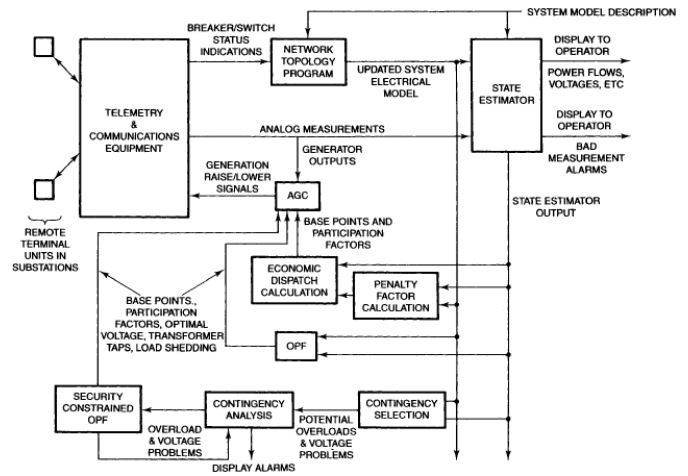 SYSTEM MODEL DESCRIPTION
BREAKER/SWITCH
STATUS
INDICATIONS
NETWORK
TOPOLOGY
PROGRAM
UPDATED SYSTEM
ELECTRICAL
MODEL
STATE
ESTIMATOR
DISPLAY TO
OPERATOR
POWER FLOWS,
VOLTAGES, ETC
DISPLAY TO
OPERATOR
BAD
MEASUREMENT
ALARMS
TELEMETRY
&
COMMUNICATIONS
EQUIPMENT
ANALOG MEASUREMENTS
GENERATOR
OUTPUTS
GENERATION
RAISE/LOWER
SIGNALS
AGC
STATE ESTIMATOR
OUTPUT
REMOTE
TERMINAL
UNITS IN
SUBSTATIONS
BASE POINTS AND
PARTICIPATION
FACTORS
ECONOMIC
DISPATCH
CALCULATION
PENALTY
FACTOR
CALCULATION
BASE POINTS.,
PARTICIPATION
FACTORS, OPTIMAL
VOLTAGE, TRANSFORMER
TAPS, LOAD SHEDDING
OPF
SECURITY
CONSTRAINED
OPF
CONTINGENCY
ANALYSIS
CONTINGENCY
SELECTION
OVERLOAD
& VOLTAGE
PROBLEMS
POTENTIAL
OVERLOADS
& VOLTAGE
PROBLEMS
DISPLAY ALARMS